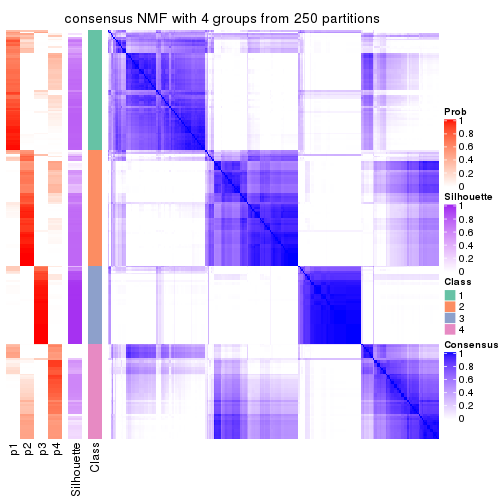 consensus NMF with 4 groups from 250 partitions
Prob
1
0.8
0.6
0.4
0.2
0
Silhouette
1
0.8
0.6
0.4
0.2
0
Class
1
2
3
4
Consensus
1
0.8
0.6
0.4
0.2
0
p1
p2
p3
p4
Silhouette
Class